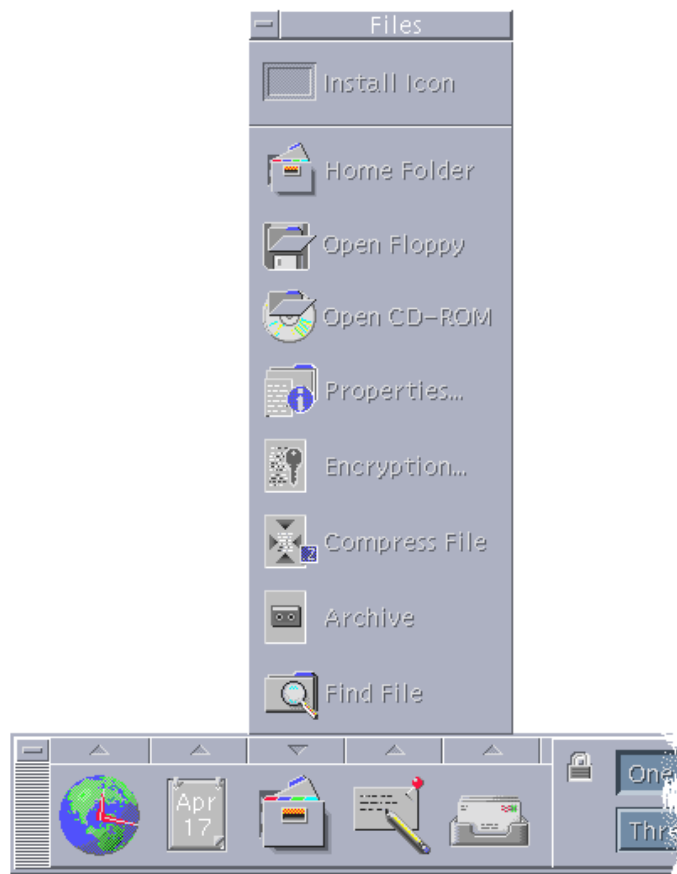 Files
Install Icon
Home Folder
Open Floppy
Open CD-ROM
Properties...
Encryption...
.Z
Compress File
Archive
Find File
Apr
17
One